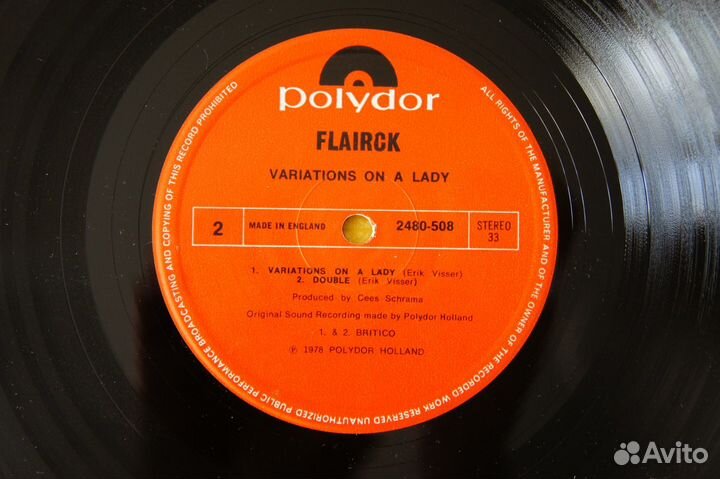 polydor
FLAIRCK
VARIATIONS ON A LADY
2 MADE IN ENGLAND 2480-508 STEREO
33
1. VARIATIONS ON A LADY (Erik Visser)
2. DOUBLE (Erik Visser)
Produced by Cees Schrama
Original Sound Recording made by Polydor Holland
1. & 2. BRITICO
℗ 1978 POLYDOR HOLLAND
ALL RIGHTS OF THE MANUFACTURER AND OF THE OWNER OF THE RECORDED WORK RESERVED UNAUTHORIZED PUBLIC PERFORMANCE BROADCASTING AND COPYING OF THIS RECORD PROHIBITED
Avito